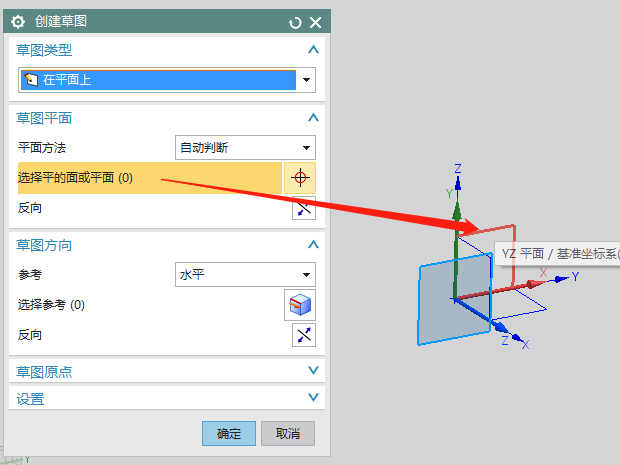 创建草图
草图类型
在平面上
草图平面
平面方法 自动判断
选择平的面或平面 (0)
反向
草图方向
参考 水平
选择参考 (0)
反向
草图原点
设置
确定 取消
Z
Y
YZ 平面 / 基准坐标系(
X
Y
Z
X
Y